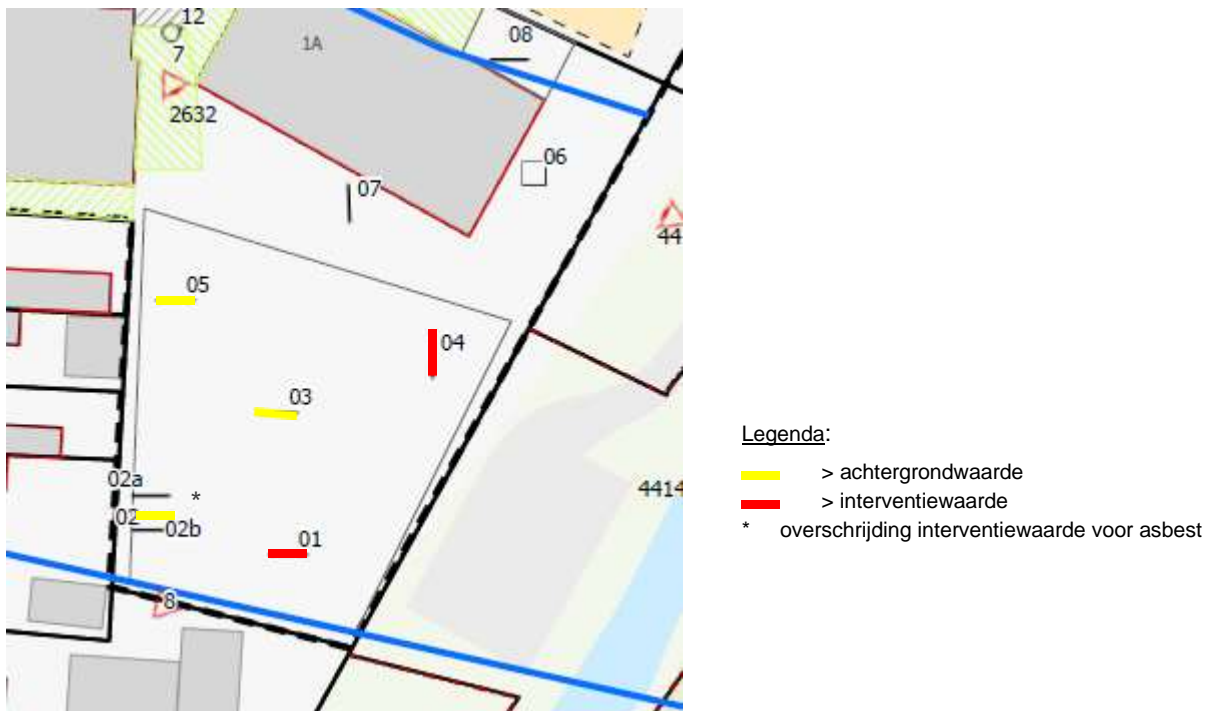 12
08
1A
7
2632
06
07
44
05
04
03
02a
*
4414
02
02b
01
8
Legenda:
> achtergrondwaarde
> interventiewaarde
* overschrijding interventiewaarde voor asbest